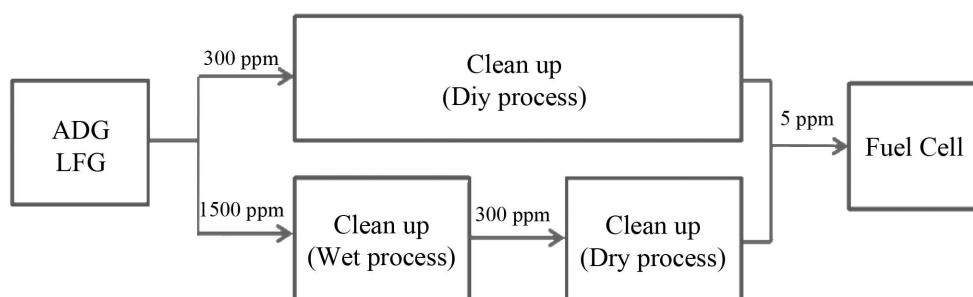 ADG
LFG
300 ppm
Clean up
(Diy process)
1500 ppm
Clean up
(Wet process)
300 ppm
Clean up
(Dry process)
5 ppm
Fuel Cell